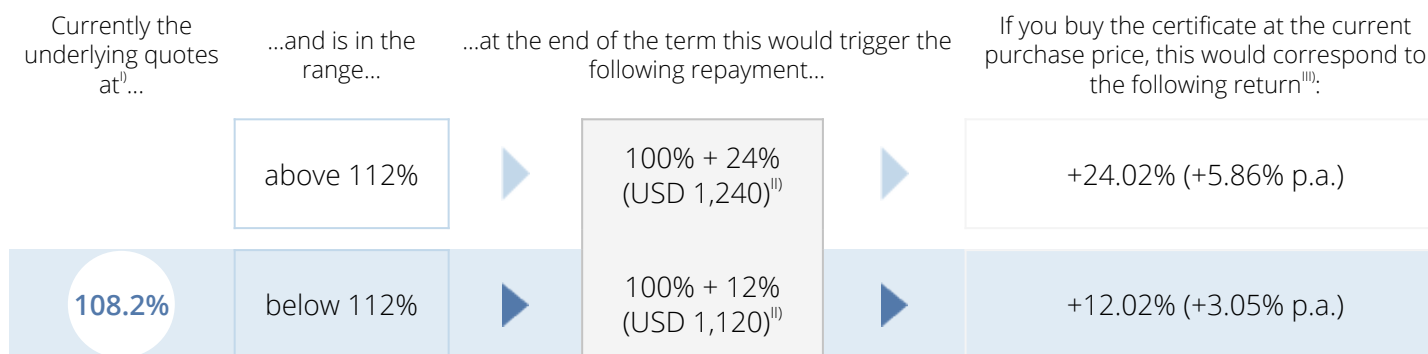 Currently the
underlying quotes
at^I)...
...and is in the
range...
...at the end of the term this would trigger the
following repayment...
If you buy the certificate at the current
purchase price, this would correspond to
the following return^III):
above 112%
100% + 24%
(USD 1,240)^II)
+24.02% (+5.86% p.a.)
108.2%
below 112%
100% + 12%
(USD 1,120)^II)
+12.02% (+3.05% p.a.)